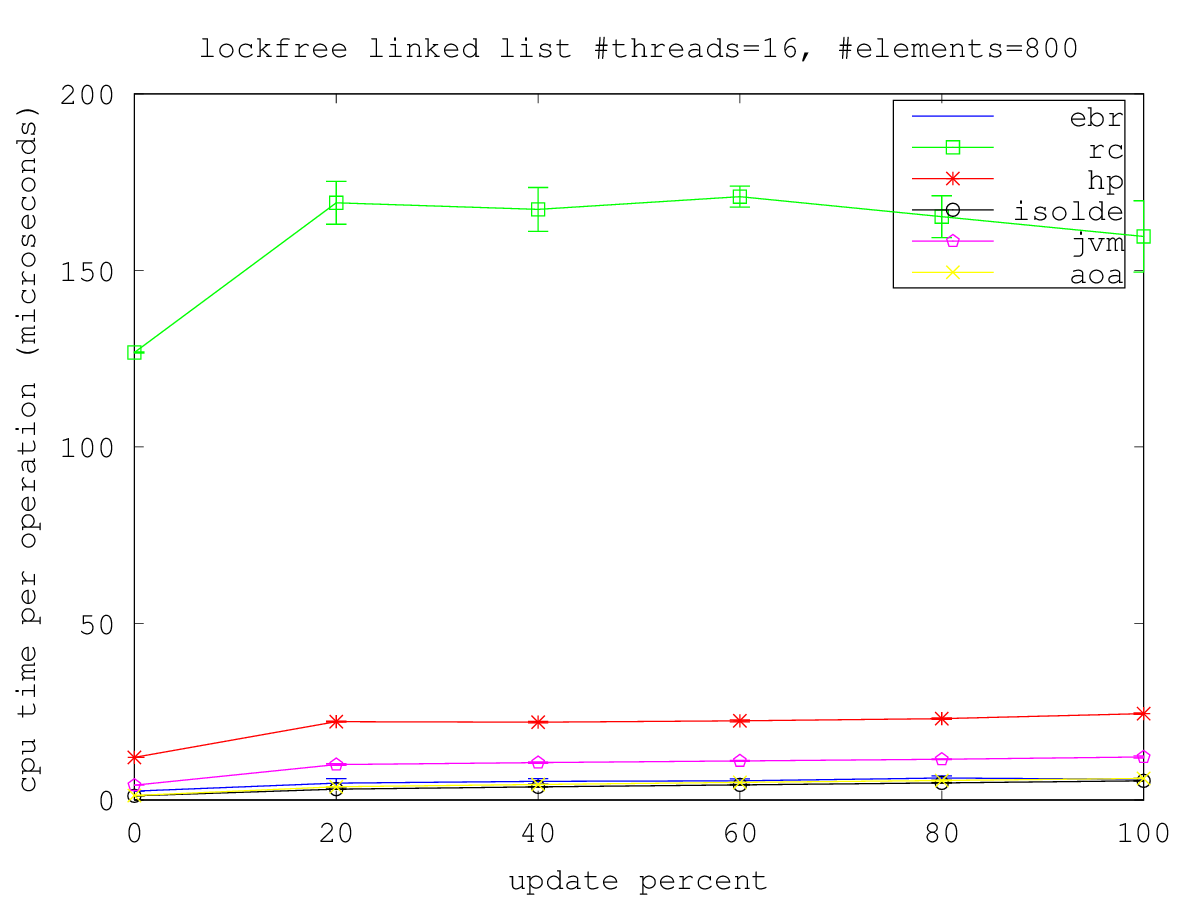 lockfree linked list #threads=16, #elements=800
cpu time per operation (microseconds)
200
150
100
50
0
ebr
rc
hp
isolde
jvm
aoa
0 20 40 60 80 100
update percent